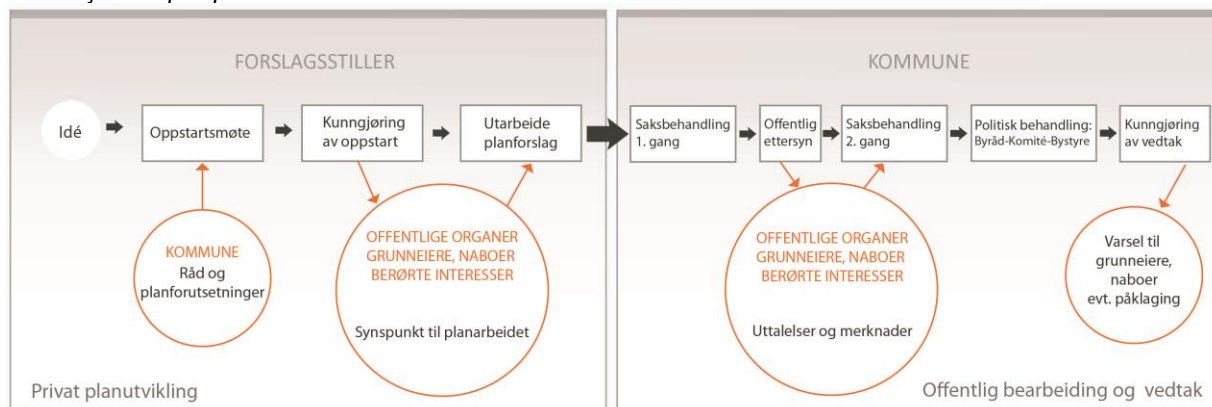 FORSLAGSSTILLER
Idé
Oppstartsmøte
Kunngjøring
av oppstart
Utarbeide
planforslag
KOMMUNE
Råd og
planforutsetninger
OFFENTLIGE ORGANER
GRUNNEIERE, NABOER
BERØRTE INTERESSER
Synspunkt til planarbeidet
Privat planutvikling
KOMMUNE
Saksbehandling
1. gang
Offentlig
ettersyn
Saksbehandling
2. gang
Politisk behandling:
Byråd-Komité-Bystyre
Kunngjøring
av vedtak
OFFENTLIGE ORGANER
GRUNNEIERE, NABOER
BERØRTE INTERESSER
Uttalelser og merknader
Varsel til
grunneiere,
naboer
evt. påklaging
Offentlig bearbeiding og vedtak